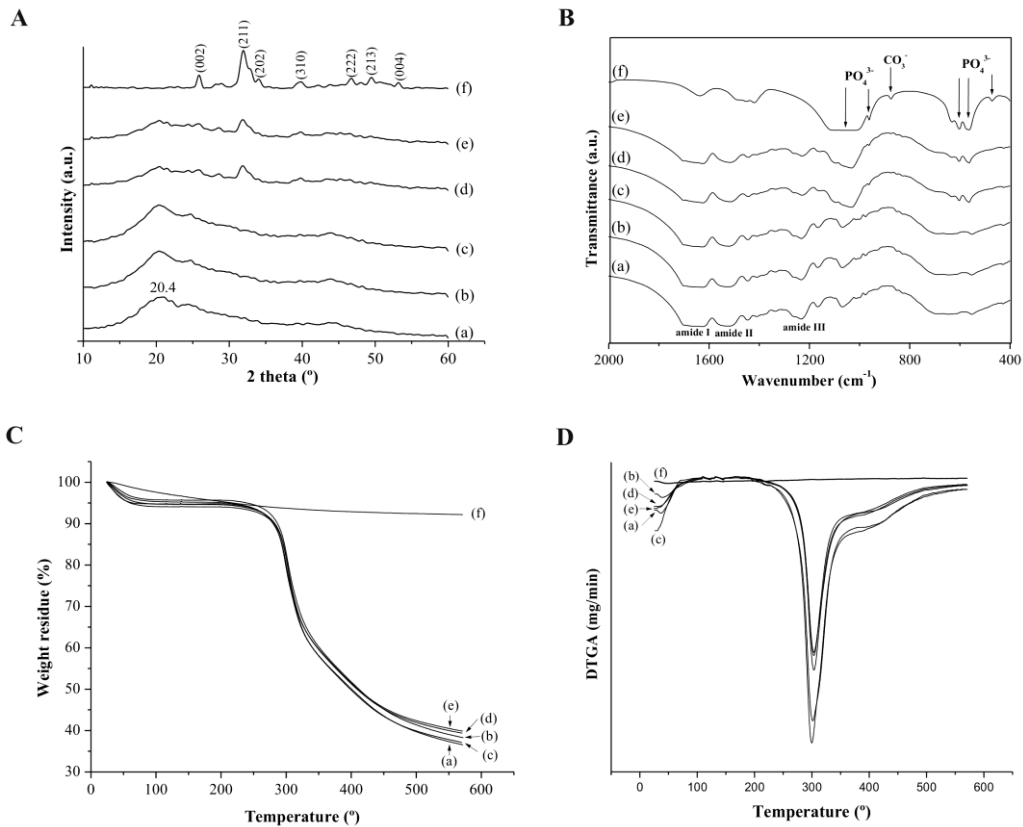 A
(002)
(211)
(202)
(310)
(222)
(213)
(004)
(f)
(e)
(d)
(c)
(b)
(a)
20.4
Intensity (a.u.)
10 20 30 40 50 60
2 theta (º)
B
(f)
(e)
(d)
(c)
(b)
(a)
PO₄³⁻
CO₃⁻
PO₄³⁻
amide I
amide II
amide III
Transmittance (a.u.)
2000 1600 1200 800 400
Wavenumber (cm⁻¹)
C
100
90
80
70
60
50
40
30
Weight residue (%)
(f)
(e)
(d)
(b)
(c)
(a)
0 100 200 300 400 500 600
Temperature (º)
D
(f)
(b)
(d)
(e)
(a)
(c)
DTGA (mg/min)
0 100 200 300 400 500 600
Temperature (º)